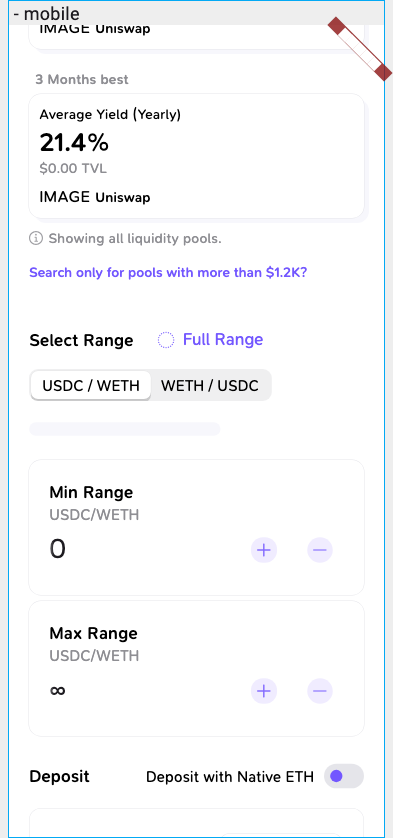 - mobile
IMAGE Uniswap
3 Months best
Average Yield (Yearly)
21.4%
$0.00 TVL
IMAGE Uniswap
Showing all liquidity pools.
Search only for pools with more than $1.2K?
Select Range Full Range
USDC / WETH WETH / USDC
Min Range
USDC/WETH
0
Max Range
USDC/WETH
∞
Deposit Deposit with Native ETH